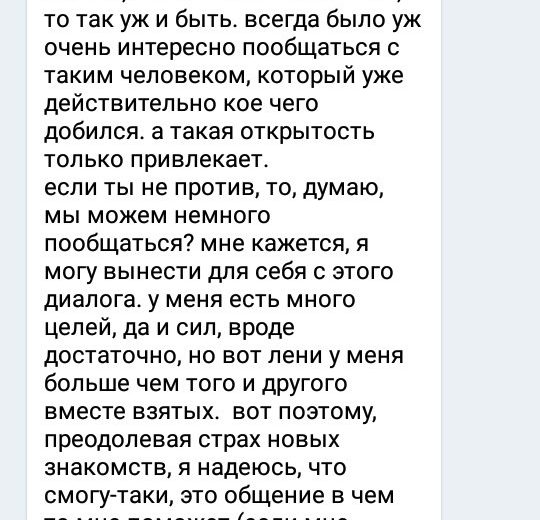 то так уж и быть. всегда было уж
очень интересно пообщаться с
таким человеком, который уже
действительно кое чего
добился. а такая открытость
только привлекает.
если ты не против, то, думаю,
мы можем немного
пообщаться? мне кажется, я
могу вынести для себя с этого
диалога. у меня есть много
целей, да и сил, вроде
достаточно, но вот лени у меня
больше чем того и другого
вместе взятых. вот поэтому,
преодолевая страх новых
знакомств, я надеюсь, что
смогу-таки, это общение в чем